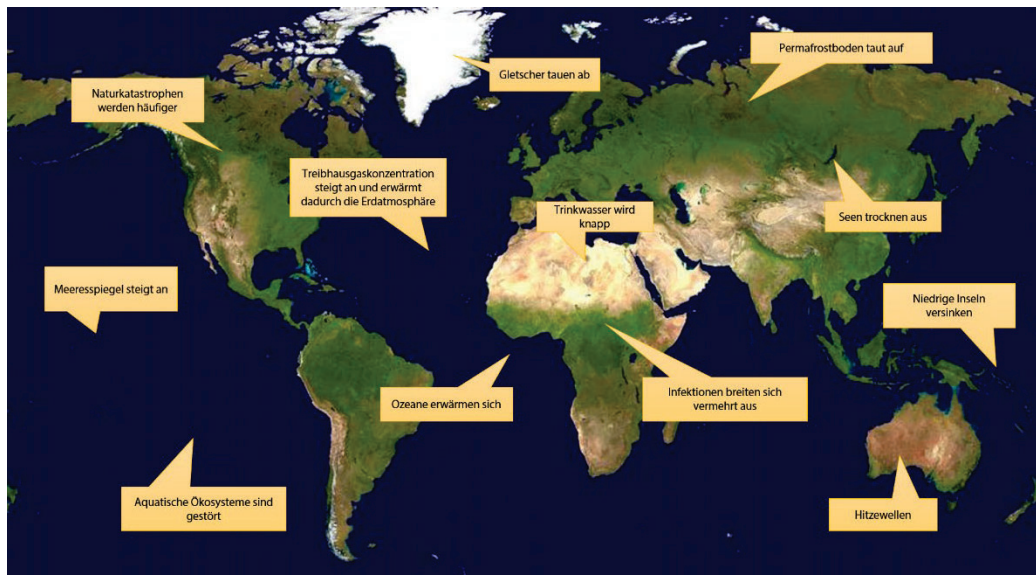 Permafrostboden taut auf
Gletscher tauen ab
Naturkatastrophen
werden häufiger
Treibhausgaskonzentration
steigt an und erwärmt
dadurch die Erdatmosphäre
Trinkwasser wird
knapp
Seen trocknen aus
Meeresspiegel steigt an
Niedrige Inseln
versinken
Ozeane erwärmen sich
Infektionen breiten sich
vermehrt aus
Aquatische Ökosysteme sind
gestört
Hitzewellen